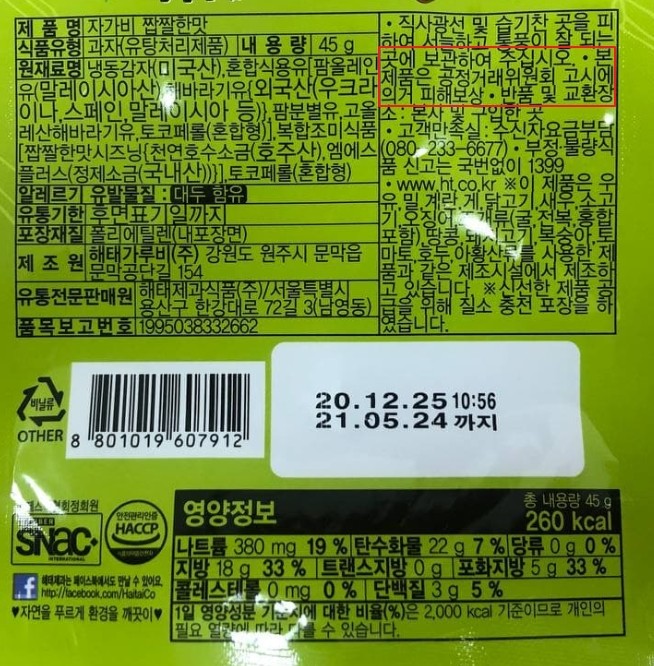 제 품 명 자가비 짭짤한맛
식품유형 과자(유탕처리제품) 내 용 량 45 g
원재료명 냉동감자(미국산),혼합식용유{팜올레인
유(말레이시아산),해바라기유(외국산(우크라
이나,스페인,말레이시아 등)),팜분별유,고올
레산해바라기유,토코페롤(혼합형)},복합조미식품
[짭짤한맛시즈닝{천연호수소금(호주산),엠에스
플러스(정제소금(국내산))}],토코페롤(혼합형)
알레르기 유발물질 : 대두 함유
유통기한 후면표기일까지
포장재질 폴리에틸렌(내포장면)
제 조 원 해태가루비(주) 강원도 원주시 문막읍
문막공단길 154
유통전문판매원 해태제과식품(주)/서울특별시
용산구 한강대로 72길 3(남영동)
품목보고번호 1995038332662
• 직사광선 및 습기찬 곳을 피
하여 서늘하고 통풍이 잘 되는
곳에 보관하여 주십시오. • 본
제품은 공정거래위원회 고시에
의거 피해보상 • 반품 및 교환장
소 : 본사 및 구입한 곳
• 고객만족실 : 수신자요금부담
(080-233-6677) • 부정·불량식
품 신고는 국번없이 1399
• www.ht.co.kr ※이 제품은 우
유,밀,계란,게,닭고기,새우,소고
기,오징어,조개류(굴,전복,홍합
포함),땅콩,돼지고기,복숭아,토
마토,호두,아황산류를 사용한 제
품과 같은 제조시설에서 제조하
고 있습니다. ※신선한 제품 공
급을 위해 질소 충전 포장을 하
였습니다.
비닐류
OTHER
8 801019 607912
20.12.25 10:56
21.05.24 까지
SNAC
INTERNATIONAL
안전관리인증
HACCP
식품의약품안전처
해태제과는 페이스북에서도 만날 수 있어요.
http://facebook.com/HaitaiCo
♥자연을 푸르게 환경을 깨끗이♥
영양정보
총 내용량 45 g
260 kcal
나트륨 380 mg 19 % 탄수화물 22 g 7 % 당류 0 g 0 %
지방 18 g 33 % 트랜스지방 0 g 포화지방 5 g 33 %
콜레스테롤 0 mg 0 % 단백질 3 g 5 %
1일 영양성분 기준치에 대한 비율(%)은 2,000 kcal 기준이므로 개인의
필요 열량에 따라 다를 수 있습니다.